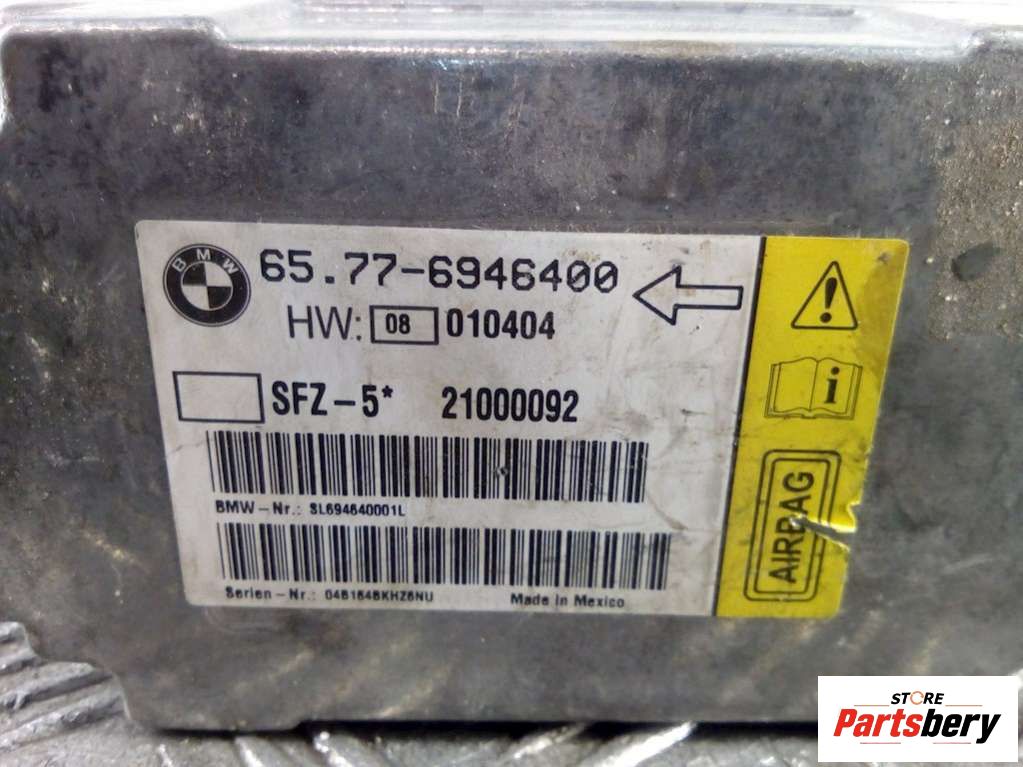 BMW
65.77-6946400
HW: 08 010404
SFZ-5* 21000092
BMW-Nr.: SL694640001L
Serien-Nr.: 04B1646KHZ6NU
Made in Mexico
AIRBAG
STORE
Partsbery